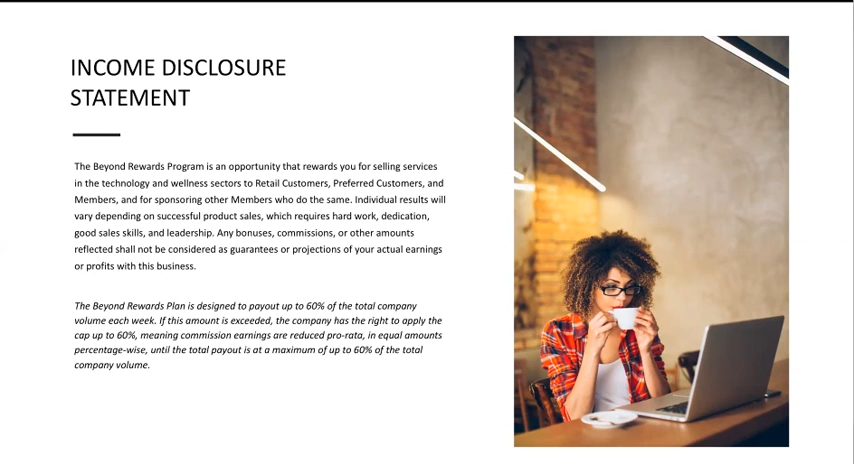 INCOME DISCLOSURE
STATEMENT
The Beyond Rewards Program is an opportunity that rewards you for selling services
in the technology and wellness sectors to Retail Customers, Preferred Customers, and
Members, and for sponsoring other Members who do the same. Individual results will
vary depending on successful product sales, which requires hard work, dedication,
good sales skills, and leadership. Any bonuses, commissions, or other amounts
reflected shall not be considered as guarantees or projections of your actual earnings
or profits with this business.
The Beyond Rewards Plan is designed to payout up to 60% of the total company
volume each week. If this amount is exceeded, the company has the right to apply the
cap up to 60%, meaning commission earnings are reduced pro-rata, in equal amounts
percentage-wise, until the total payout is at a maximum of up to 60% of the total
company volume.